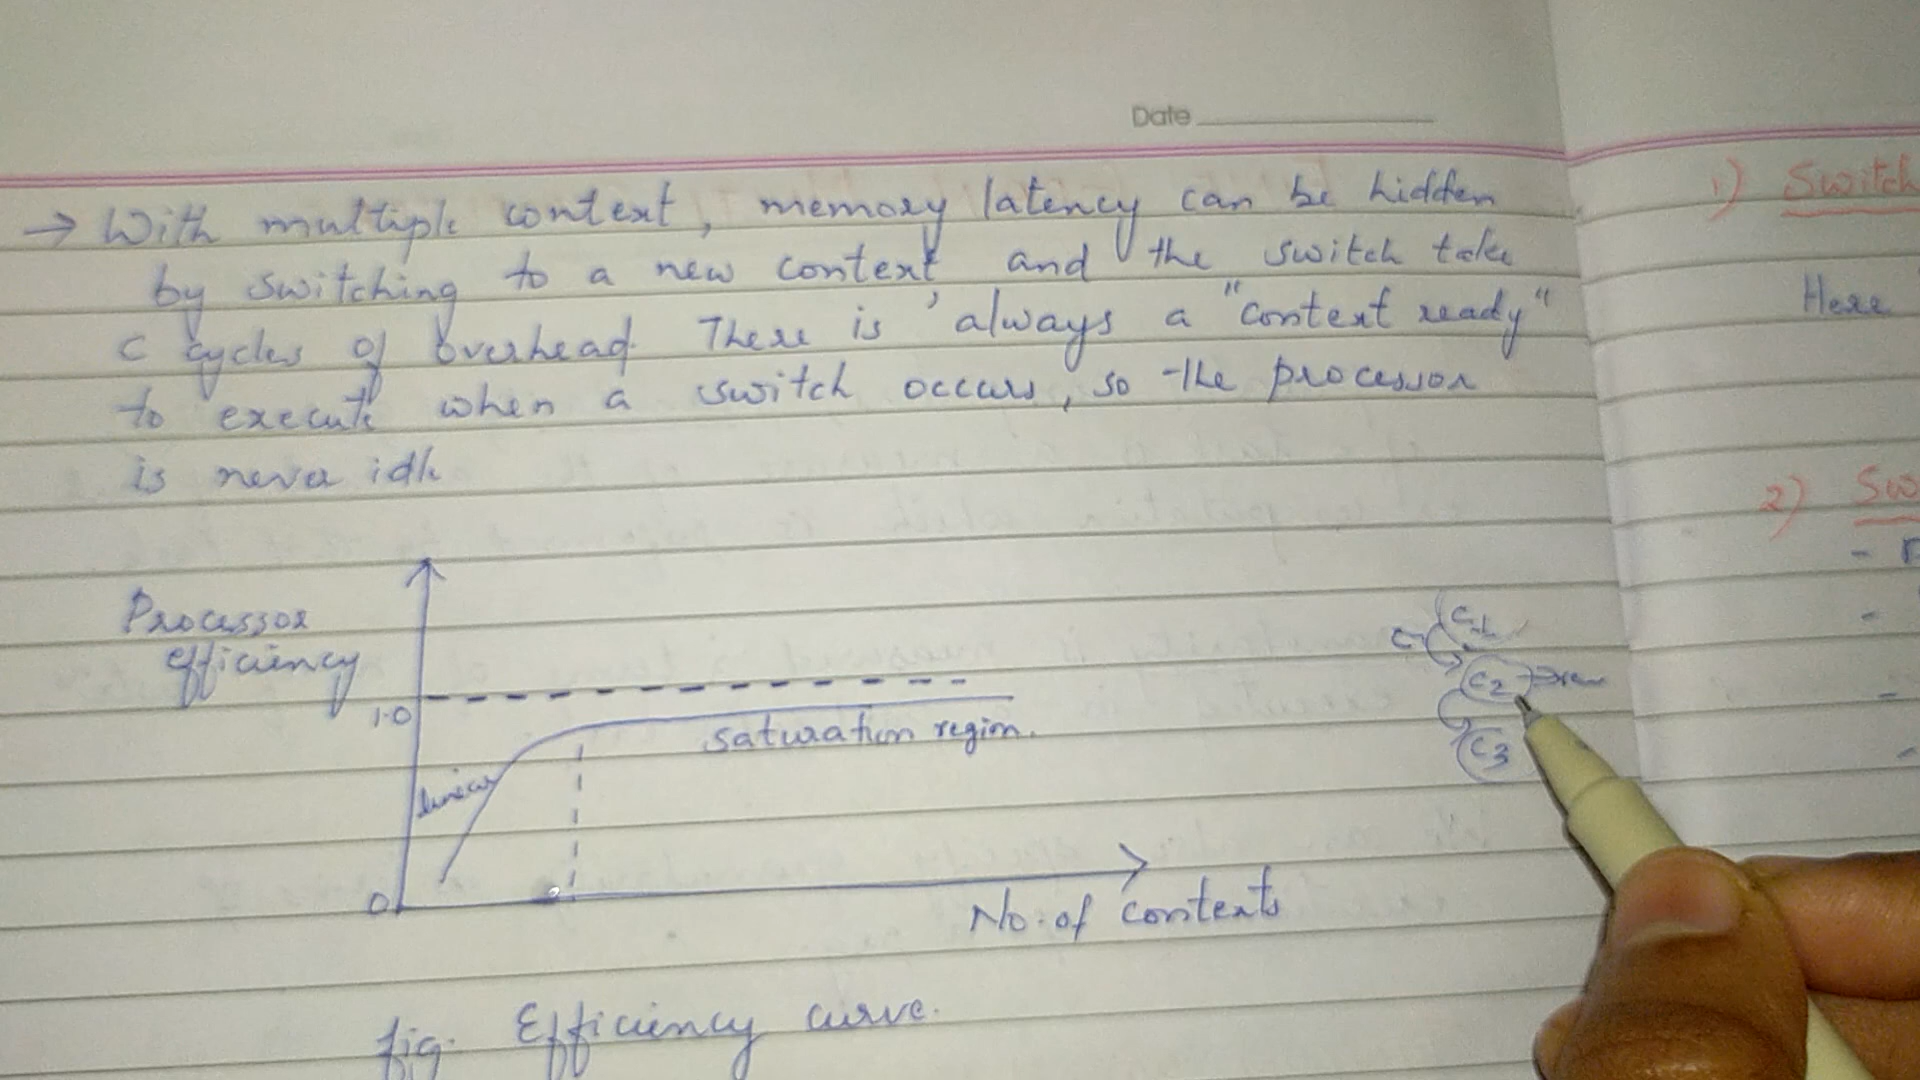 Date
→ With multiple context, memory latency can be hidden
by switching to a new context and the switch take
c cycles of overhead. There is always a "context ready"
to execute when a switch occurs, so the processor
is never idle
Processor
efficiency
1.0
linear
saturation region.
0
No. of contexts
fig. Efficiency curve.
C
C1
C2
C3
1) Switch
Here
2) Sw